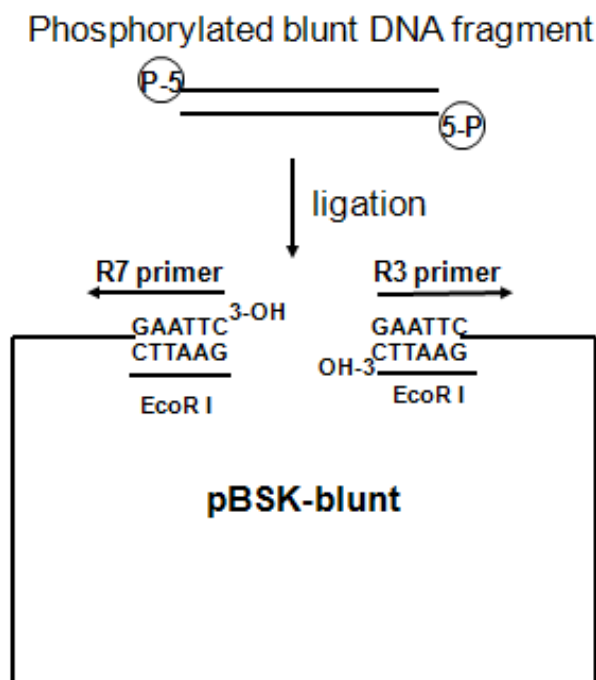 Phosphorylated blunt DNA fragment
P-5
5-P
ligation
R7 primer
R3 primer
GAATTC 3-OH
CTTAAG
EcoR I
GAATTC
OH-3 CTTAAG
EcoR I
pBSK-blunt